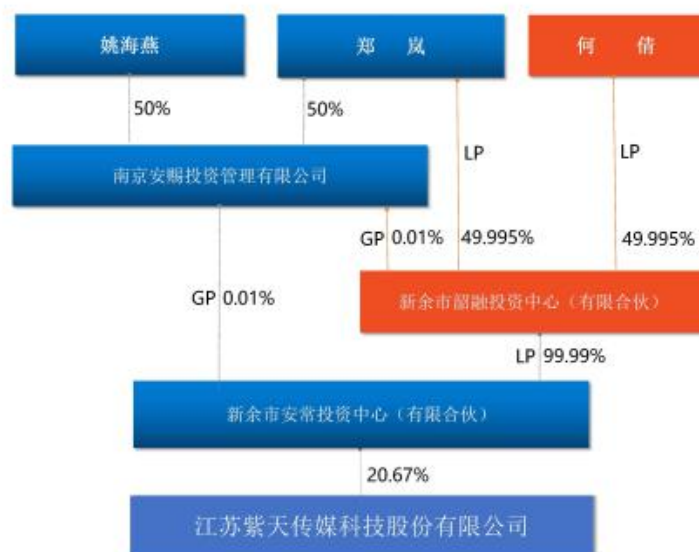 姚海燕
郑 岚
何 倩
50%
50%
LP
LP
南京安赐投资管理有限公司
GP 0.01%
49.995%
49.995%
GP 0.01%
新余市韶融投资中心（有限合伙）
LP 99.99%
新余市安常投资中心（有限合伙）
20.67%
江苏紫天传媒科技股份有限公司